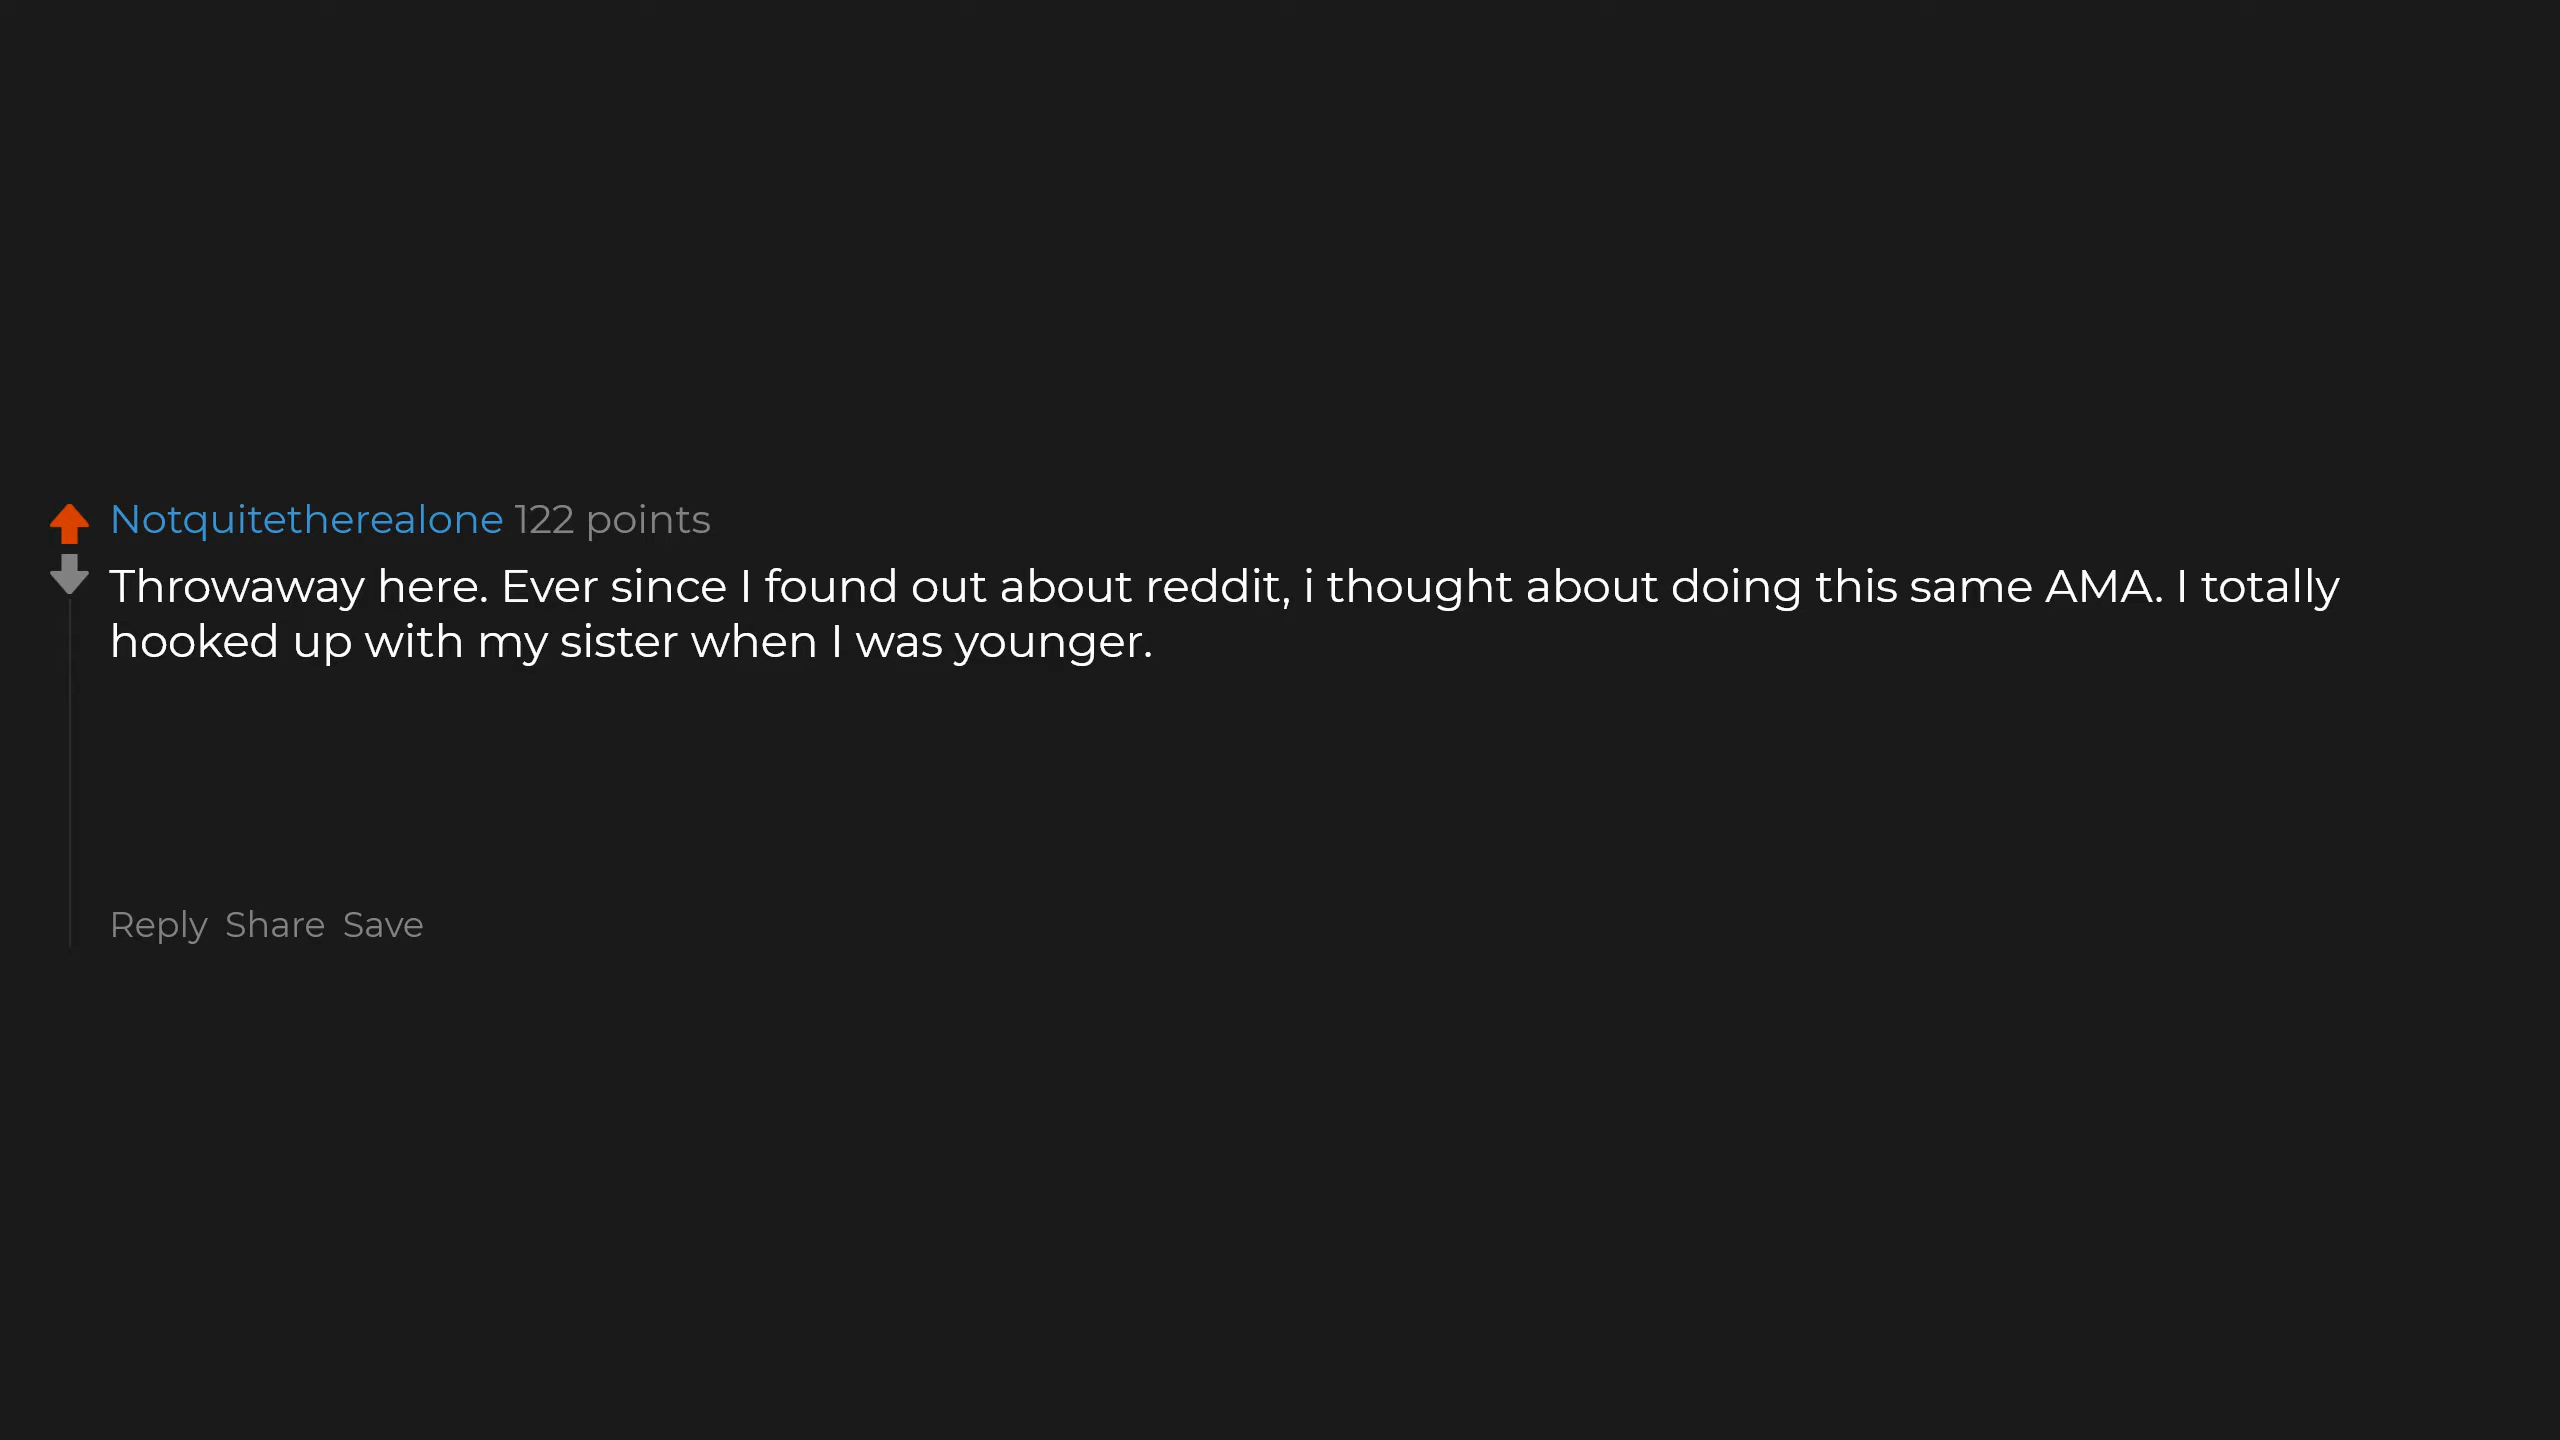 Notquitetherealone 122 points
Throwaway here. Ever since I found out about reddit, i thought about doing this same AMA. I totally
hooked up with my sister when I was younger.
Reply Share Save